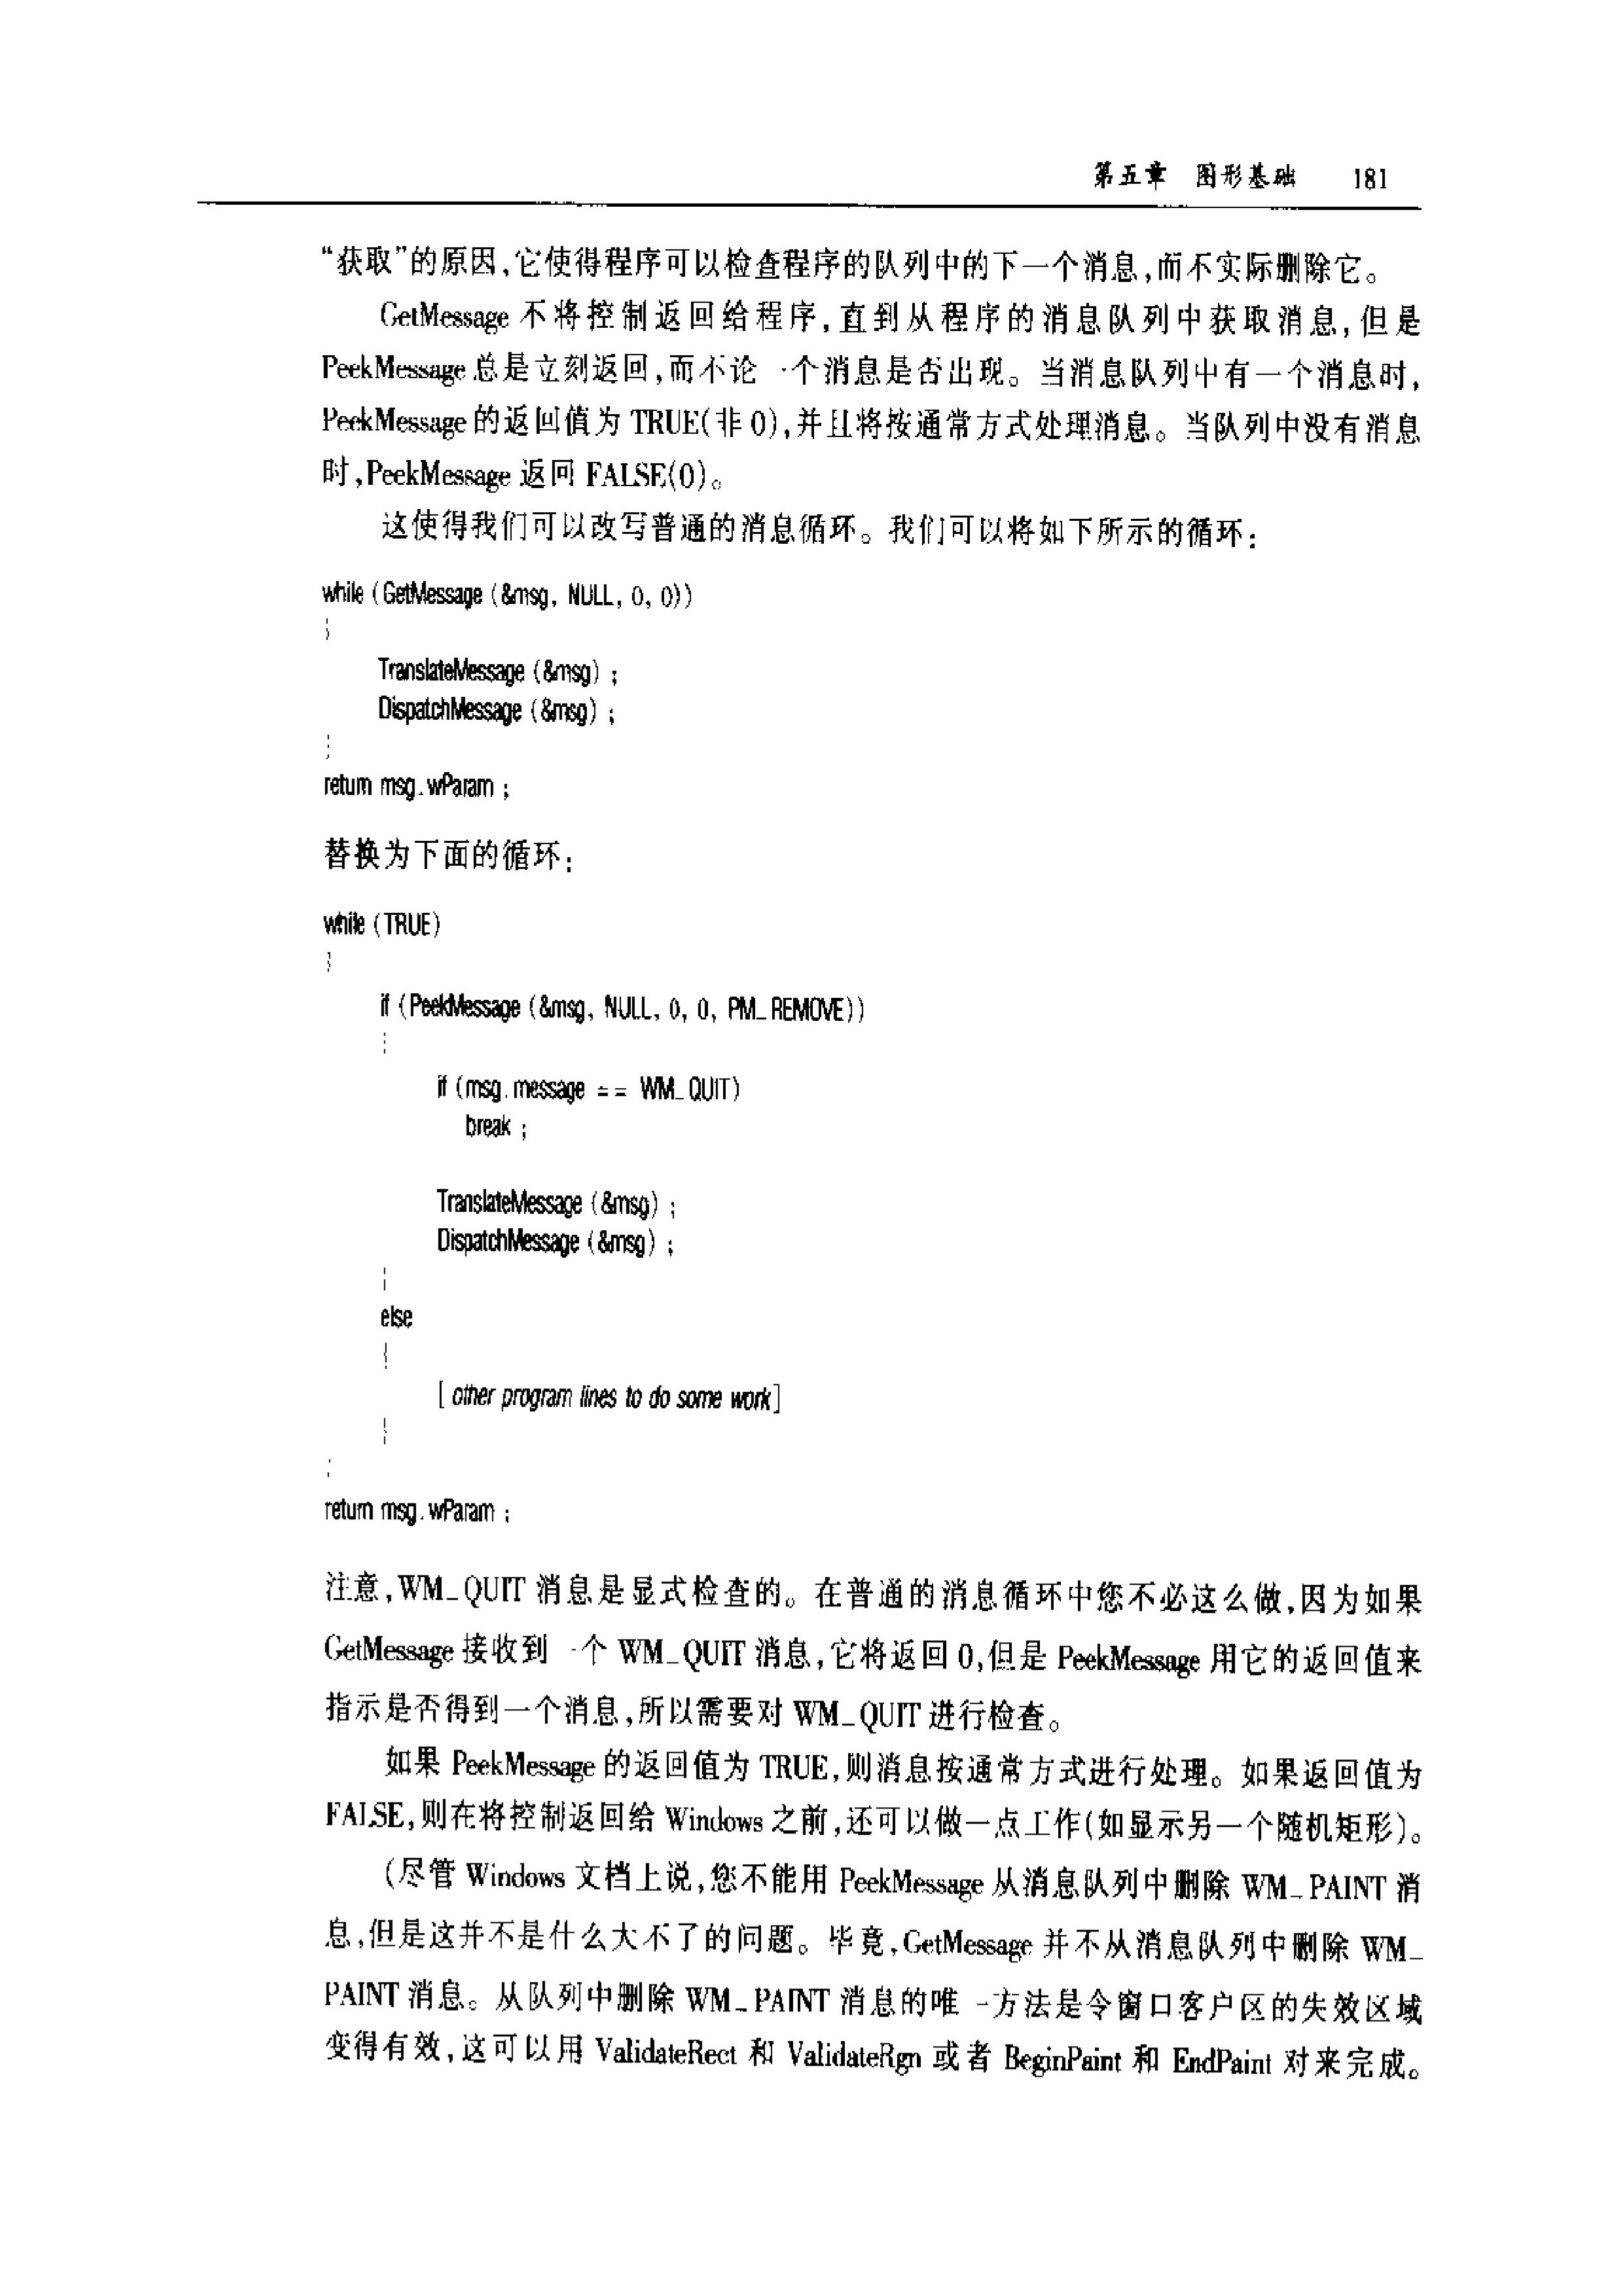 第五章 图形基础 181
“获取”的原因,它使得程序可以检查程序的队列中的下一个消息,而不实际删除它。
GetMessage 不将控制返回给程序,直到从程序的消息队列中获取消息,但是
PeekMessage 总是立刻返回,而不论一个消息是否出现。当消息队列中有一个消息时,
PeekMessage 的返回值为 TRUE(非 0),并且将按通常方式处理消息。当队列中没有消息
时,PeekMessage 返回 FALSE(0)。
这使得我们可以改写普通的消息循环。我们可以将如下所示的循环:
while (GetMessage (&msg, NULL, 0, 0))
{
TranslateMessage (&msg) ;
DispatchMessage (&msg) ;
}
return msg.wParam ;
替换为下面的循环:
while (TRUE)
{
if (PeekMessage (&msg, NULL, 0, 0, PM_REMOVE))
{
if (msg.message == WM_QUIT)
break ;
TranslateMessage (&msg) ;
DispatchMessage (&msg) ;
}
else
{
[ other program lines to do some work]
}
}
return msg.wParam ;
注意,WM_QUIT 消息是显式检查的。在普通的消息循环中您不必这么做,因为如果
GetMessage 接收到一个 WM_QUIT 消息,它将返回 0,但是 PeekMessage 用它的返回值来
指示是否得到一个消息,所以需要对 WM_QUIT 进行检查。
如果 PeekMessage 的返回值为 TRUE,则消息按通常方式进行处理。如果返回值为
FALSE,则在将控制返回给 Windows 之前,还可以做一点工作(如显示另一个随机矩形)。
(尽管 Windows 文档上说,您不能用 PeekMessage 从消息队列中删除 WM_PAINT 消
息,但是这并不是什么大不了的问题。毕竟,GetMessage 并不从消息队列中删除 WM_
PAINT 消息。从队列中删除 WM_PAINT 消息的唯一方法是令窗口客户区的失效区域
变得有效,这可以用 ValidateRect 和 ValidateRgn 或者 BeginPaint 和 EndPaint 对来完成。